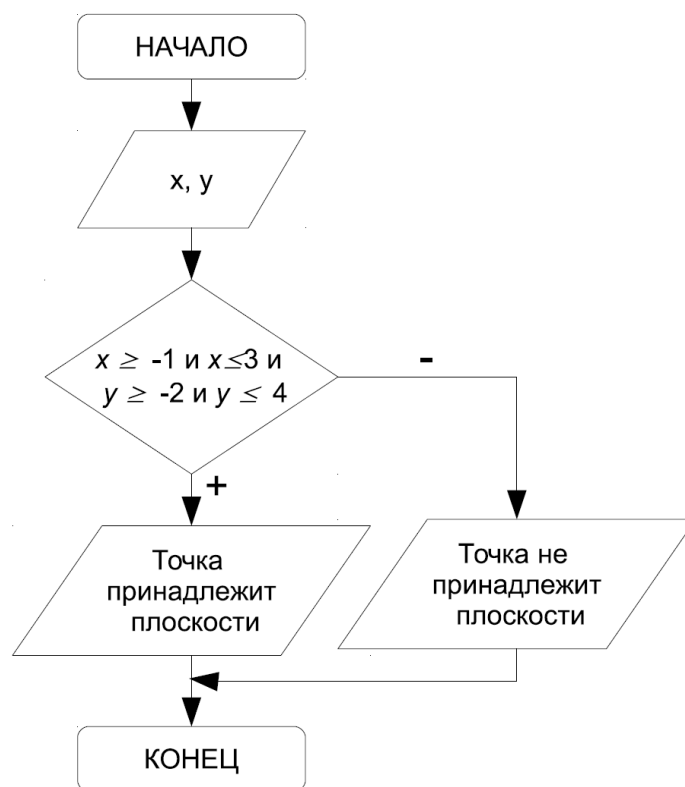 НАЧАЛО
x, y
x ≥ -1 и x≤3 и
y ≥ -2 и y ≤ 4
-
+
Точка
принадлежит
плоскости
Точка не
принадлежит
плоскости
КОНЕЦ